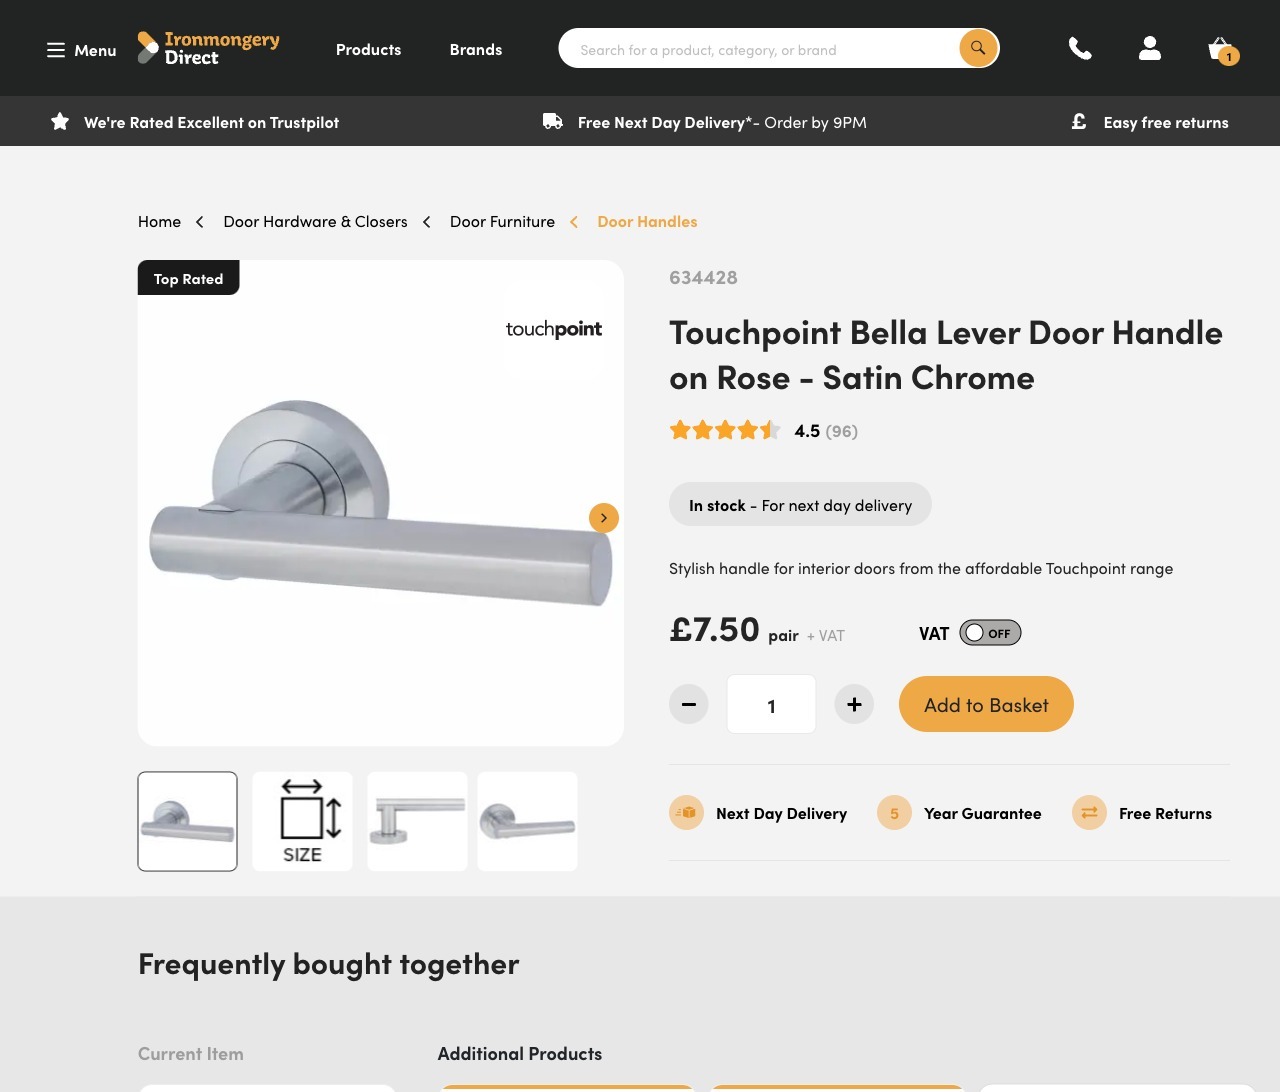 Menu
Ironmongery
Direct
Products
Brands
Search for a product, category, or brand
1
We're Rated Excellent on Trustpilot
Free Next Day Delivery*- Order by 9PM
£
Easy free returns
Home
Door Hardware & Closers
Door Furniture
Door Handles
Top Rated
touchpoint
634428
Touchpoint Bella Lever Door Handle
on Rose - Satin Chrome
4.5 (96)
In stock - For next day delivery
Stylish handle for interior doors from the affordable Touchpoint range
£7.50 pair + VAT
VAT OFF
1
Add to Basket
SIZE
Next Day Delivery
5 Year Guarantee
Free Returns
Frequently bought together
Current Item
Additional Products